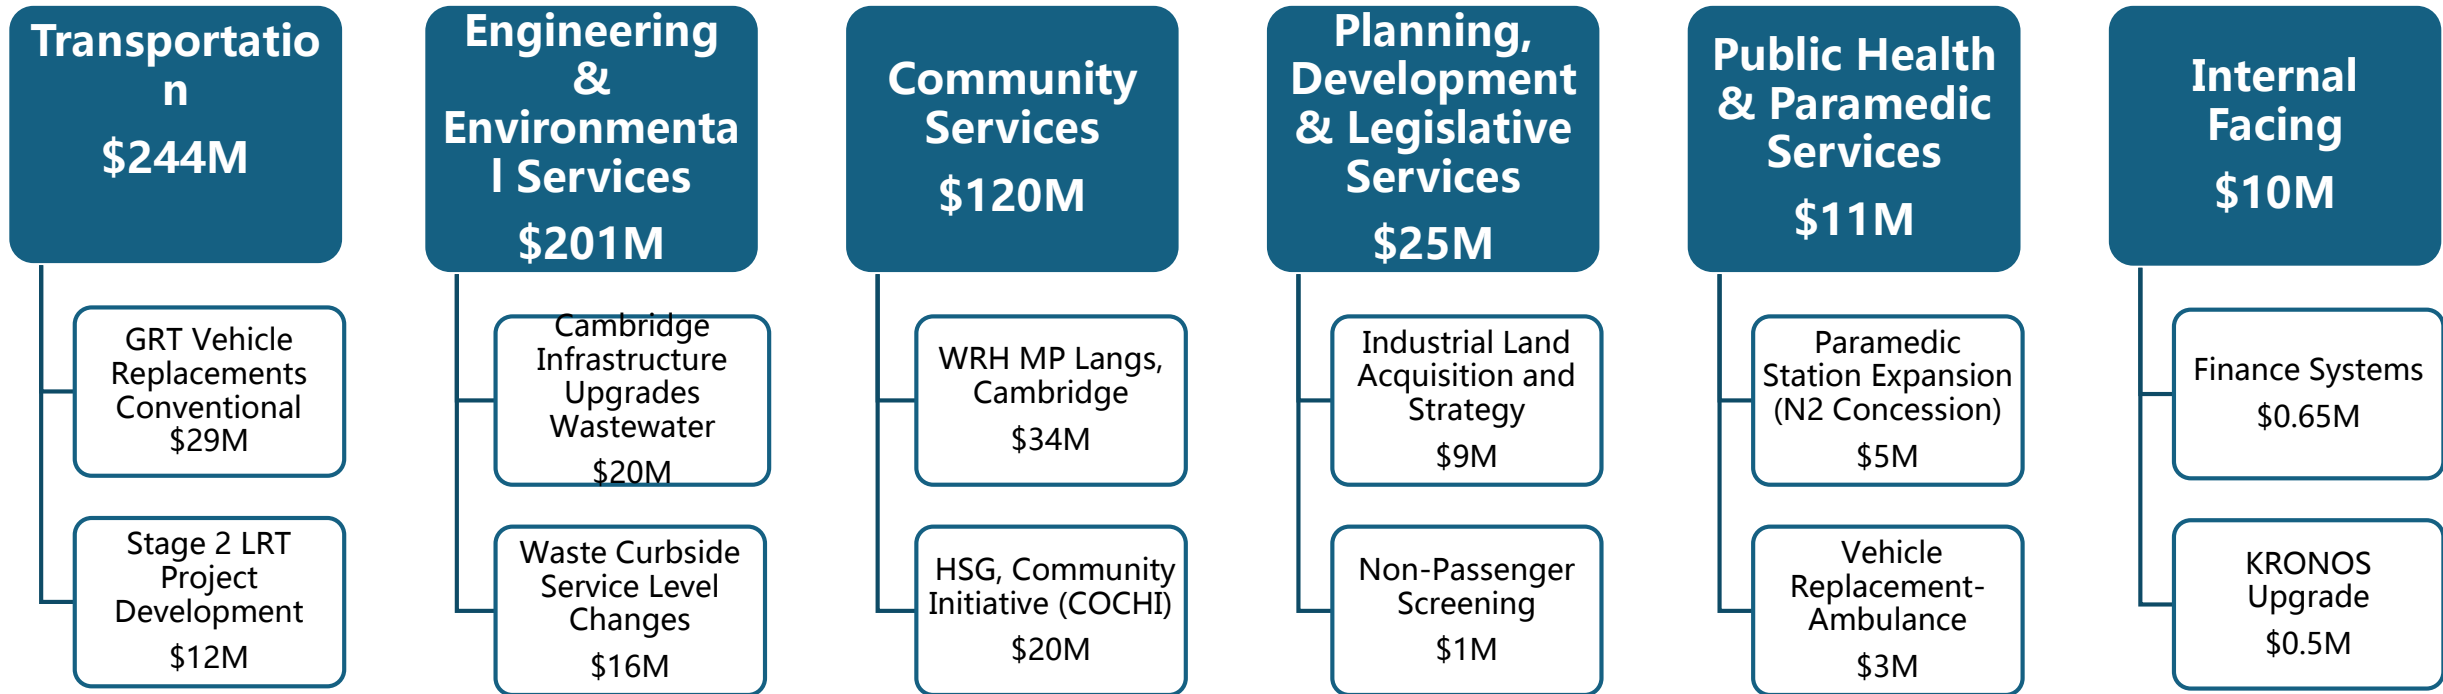 Transportatio
n
$244M
GRT Vehicle
Replacements
Conventional
$29M
Stage 2 LRT
Project
Development
$12M
Engineering
&
Environmenta
l Services
$201M
Cambridge
Infrastructure
Upgrades
Wastewater
$20M
Waste Curbside
Service Level
Changes
$16M
Community
Services
$120M
WRH MP Langs,
Cambridge
$34M
HSG, Community
Initiative (COCHI)
$20M
Planning,
Development
& Legislative
Services
$25M
Industrial Land
Acquisition and
Strategy
$9M
Non-Passenger
Screening
$1M
Public Health
& Paramedic
Services
$11M
Paramedic
Station Expansion
(N2 Concession)
$5M
Vehicle
Replacement-
Ambulance
$3M
Internal
Facing
$10M
Finance Systems
$0.65M
KRONOS
Upgrade
$0.5M